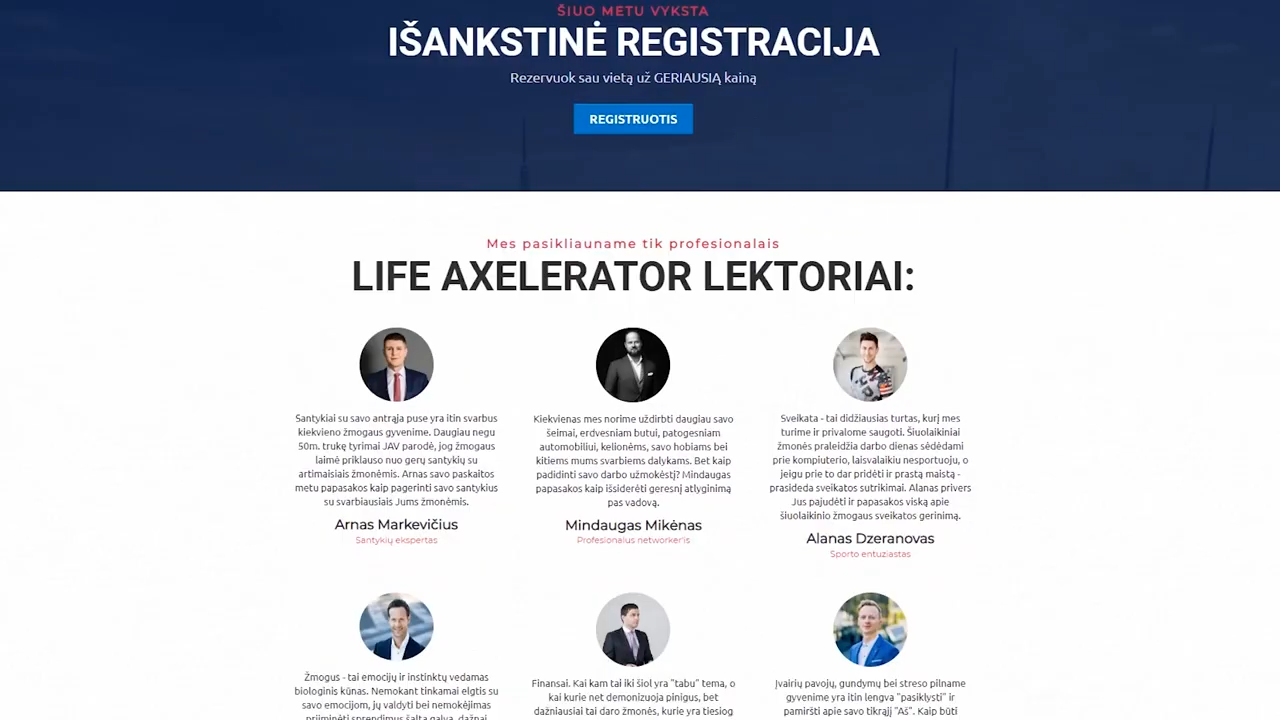 ŠIUO METU VYKSTA
IŠANKSTINĖ REGISTRACIJA
Rezervuok sau vietą už GERIAUSIĄ kainą
REGISTRUOTIS
Mes pasikliauname tik profesionalais
LIFE AXELERATOR LEKTORIAI:
Santykiai su savo antrąja puse yra itin svarbus
kiekvieno žmogaus gyvenime. Daugiau negu
50m. trukę tyrimai JAV parodė, jog žmogaus
laimė priklauso nuo gerų santykių su
artimaisiais žmonėmis. Arnas savo paskaitos
metu papasakos kaip pagerinti savo santykius
su svarbiausiais Jums žmonėmis.
Arnas Markevičius
Santykių ekspertas
Kiekvienas mes norime uždirbti daugiau savo
šeimai, erdvesniam butui, patogesniam
automobiliui, kelionėms, savo hobiams bei
kitiems mums svarbiems dalykams. Bet kaip
padidinti savo darbo užmokėstį? Mindaugas
papasakos kaip išsiderėti geresnį atlyginimą
pas vadovą.
Mindaugas Mikėnas
Profesionalus networker'is
Sveikata - tai didžiausias turtas, kurį mes
turime ir privalome saugoti. Šiuolaikiniai
žmonės praleidžia darbo dienas sėdėdami
prie kompiuterio, laisvalaikiu nesportuoju, o
jeigu prie to dar pridėti ir prastą maistą -
prasideda sveikatos sutrikimai. Alanas privers
Jus pajudėti ir papasakos viską apie
šiuolaikinio žmogaus sveikatos gerinimą.
Alanas Dzeranovas
Sporto entuziastas
Žmogus - tai emocijų ir instinktų vedamas
biologinis kūnas. Nemokant tinkamai elgtis su
savo emocijom, jų valdyti bei nemokėjimas
priiminėti sprendimus šalta galva, dažnai
Finansai. Kai kam tai iki šiol yra "tabu" tema, o
kai kurie net demonizuoja pinigus, bet
dažniausiai tai daro žmonės, kurie yra tiesiog
Įvairių pavojų, gundymų bei streso pilname
gyvenime yra itin lengva "pasiklysti" ir
pamiršti apie savo tikrąjį "Aš". Kaip būti